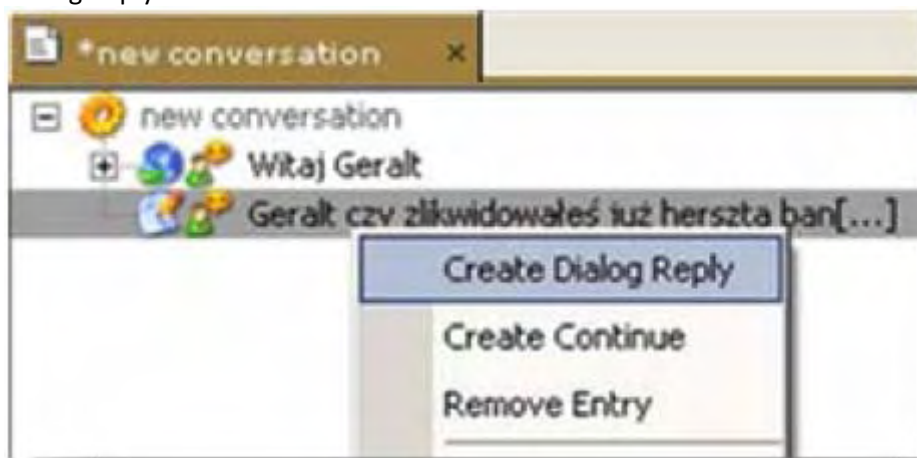 *new conversation ×
new conversation
Witaj Geralt
Geralt czy zlikwidowałeś już herszta ban[...]
Create Dialog Reply
Create Continue
Remove Entry